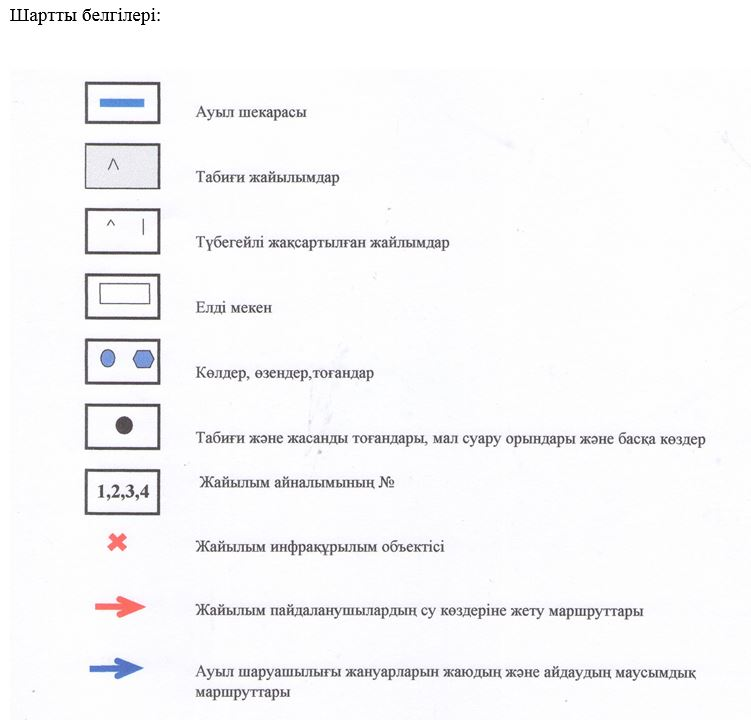 Шартты белгілері:
Ауыл шекарасы
Табиғи жайылымдар
Түбегейлі жақсартылған жайлымдар
Елді мекен
Көлдер, өзендер,тоғандар
Табиғи және жасанды тоғандары, мал суару орындары және басқа көздер
1,2,3,4 Жайылым айналымының №
Жайылым инфрақұрылым объектісі
Жайылым пайдаланушылардың су көздеріне жету маршруттары
Ауыл шаруашылығы жануарларын жаюдың және айдаудың маусымдық
маршруттары